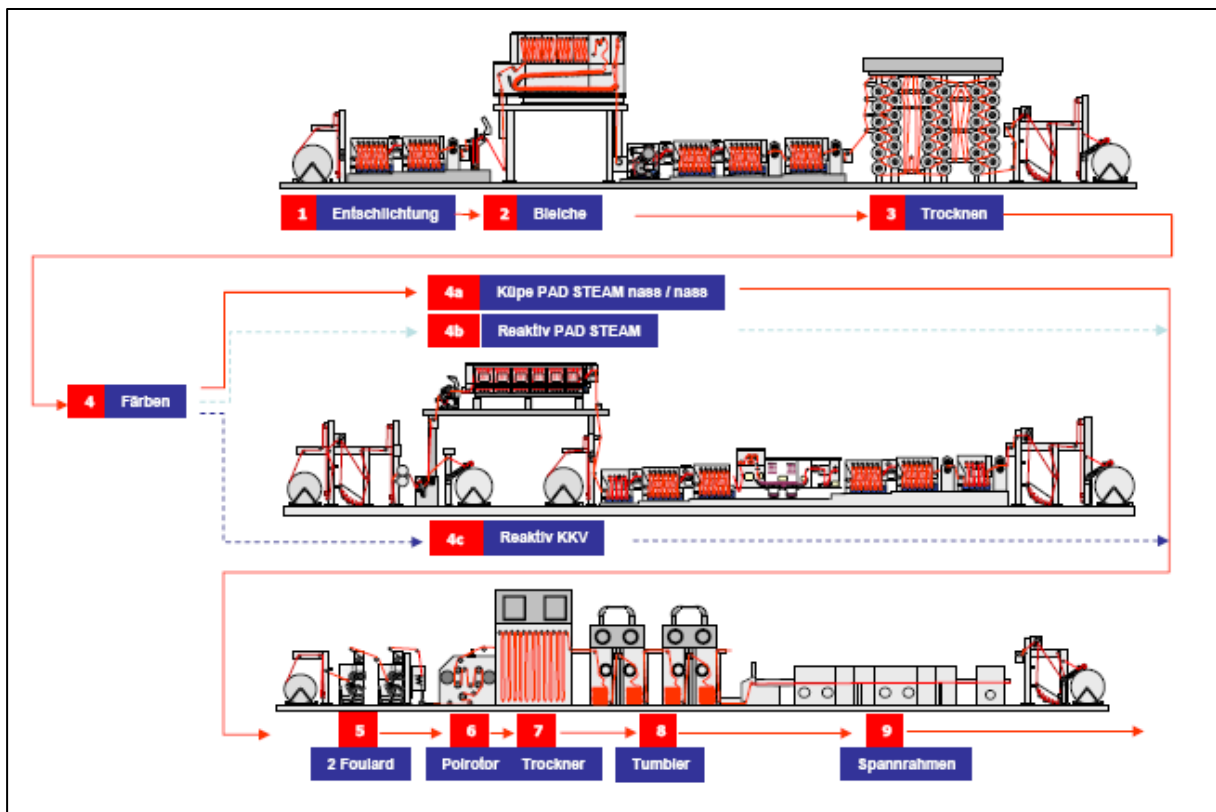 1 Entschlichtung
2 Bleiche
3 Trocknen
4a Küpe PAD STEAM nass / nass
4b Reaktiv PAD STEAM
4 Färben
4c Reaktiv KKV
5
6
7
8
9
2 Foulard
Polrotor
Trockner
Tumbler
Spannrahmen